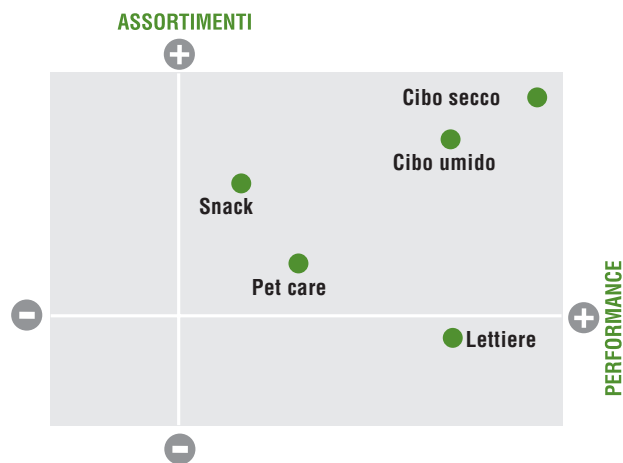 ASSORTIMENTI
+
Cibo secco
Cibo umido
Snack
Pet care
PERFORMANCE
-
+
Lettiere
-